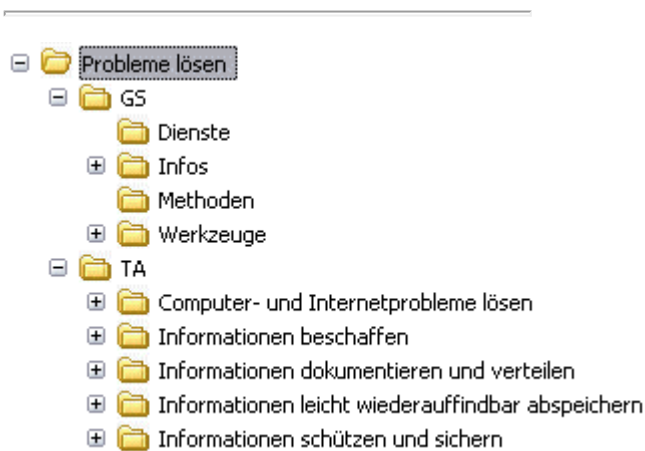 Probleme lösen
GS
Dienste
Infos
Methoden
Werkzeuge
TA
Computer- und Internetprobleme lösen
Informationen beschaffen
Informationen dokumentieren und verteilen
Informationen leicht wiederauffindbar abspeichern
Informationen schützen und sichern